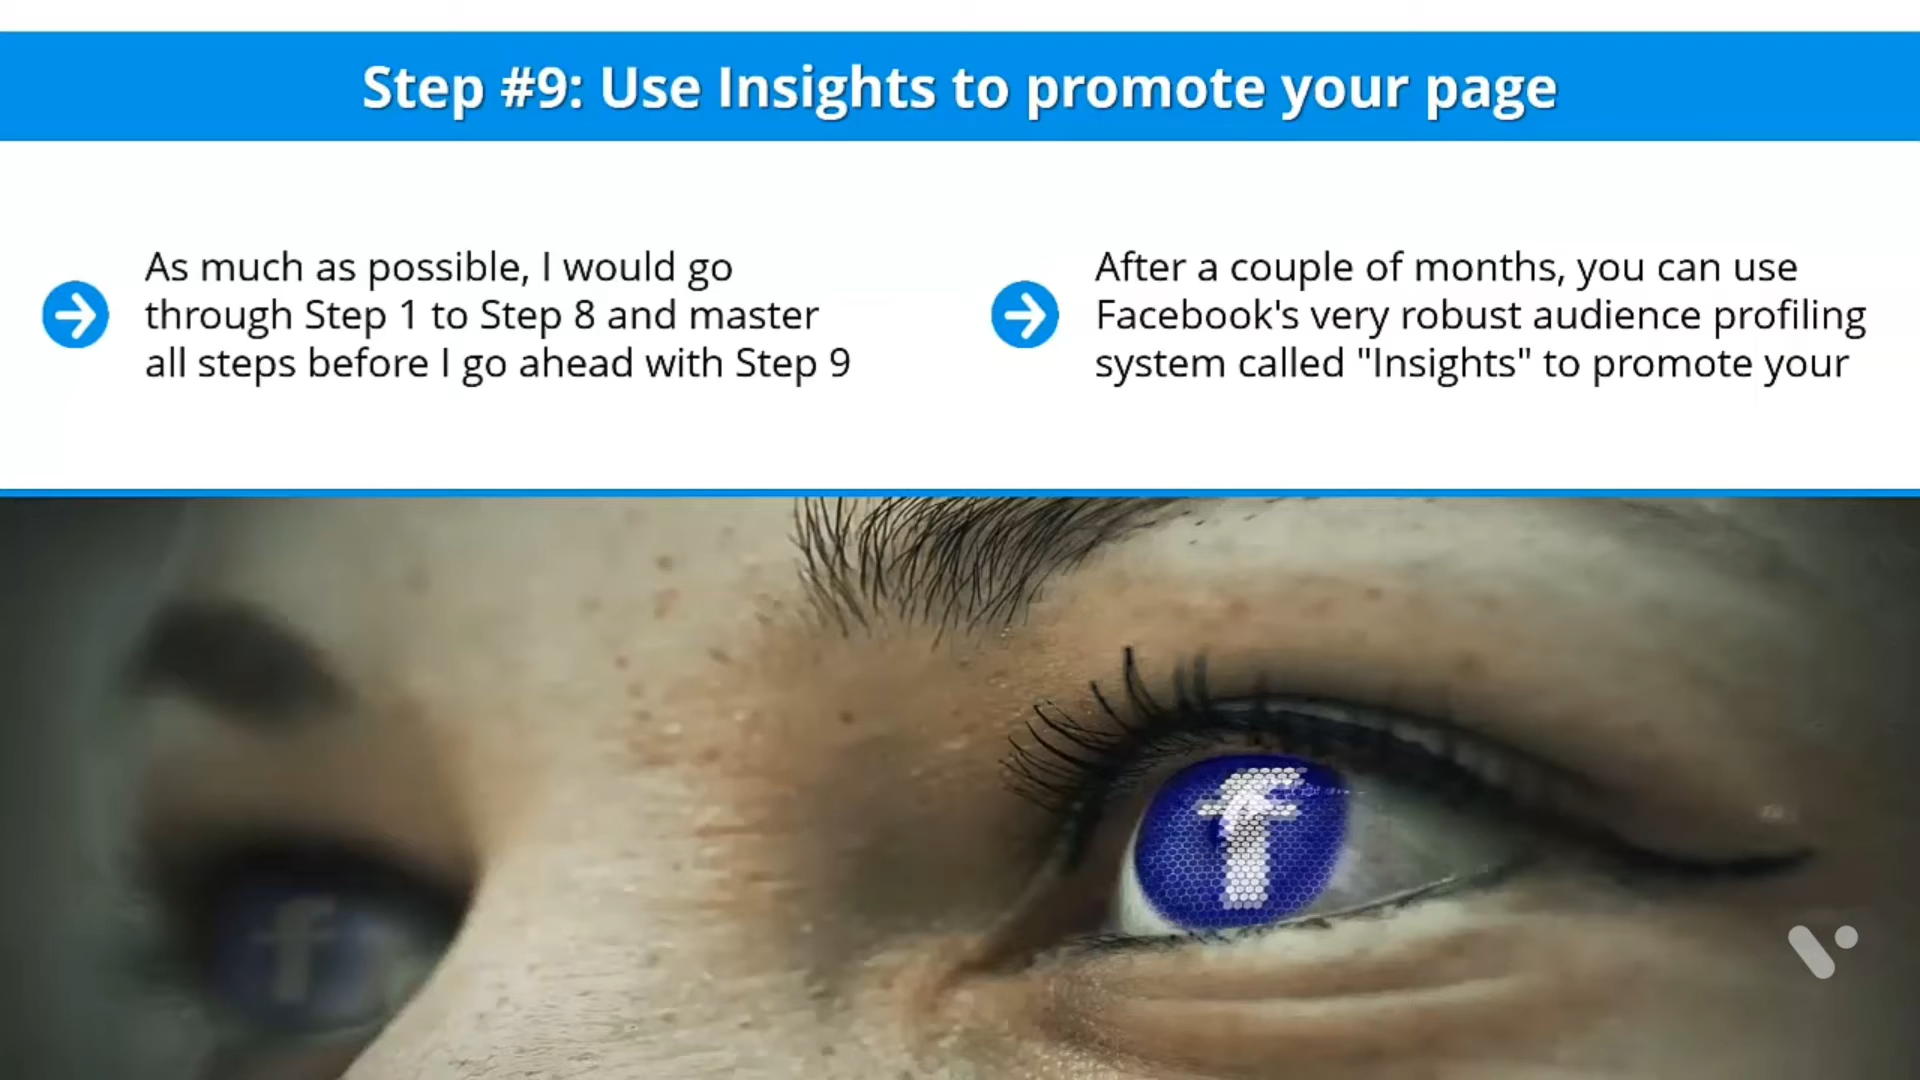 Step #9: Use Insights to promote your page
As much as possible, I would go
through Step 1 to Step 8 and master
all steps before I go ahead with Step 9
After a couple of months, you can use
Facebook's very robust audience profiling
system called "Insights" to promote your
f
f